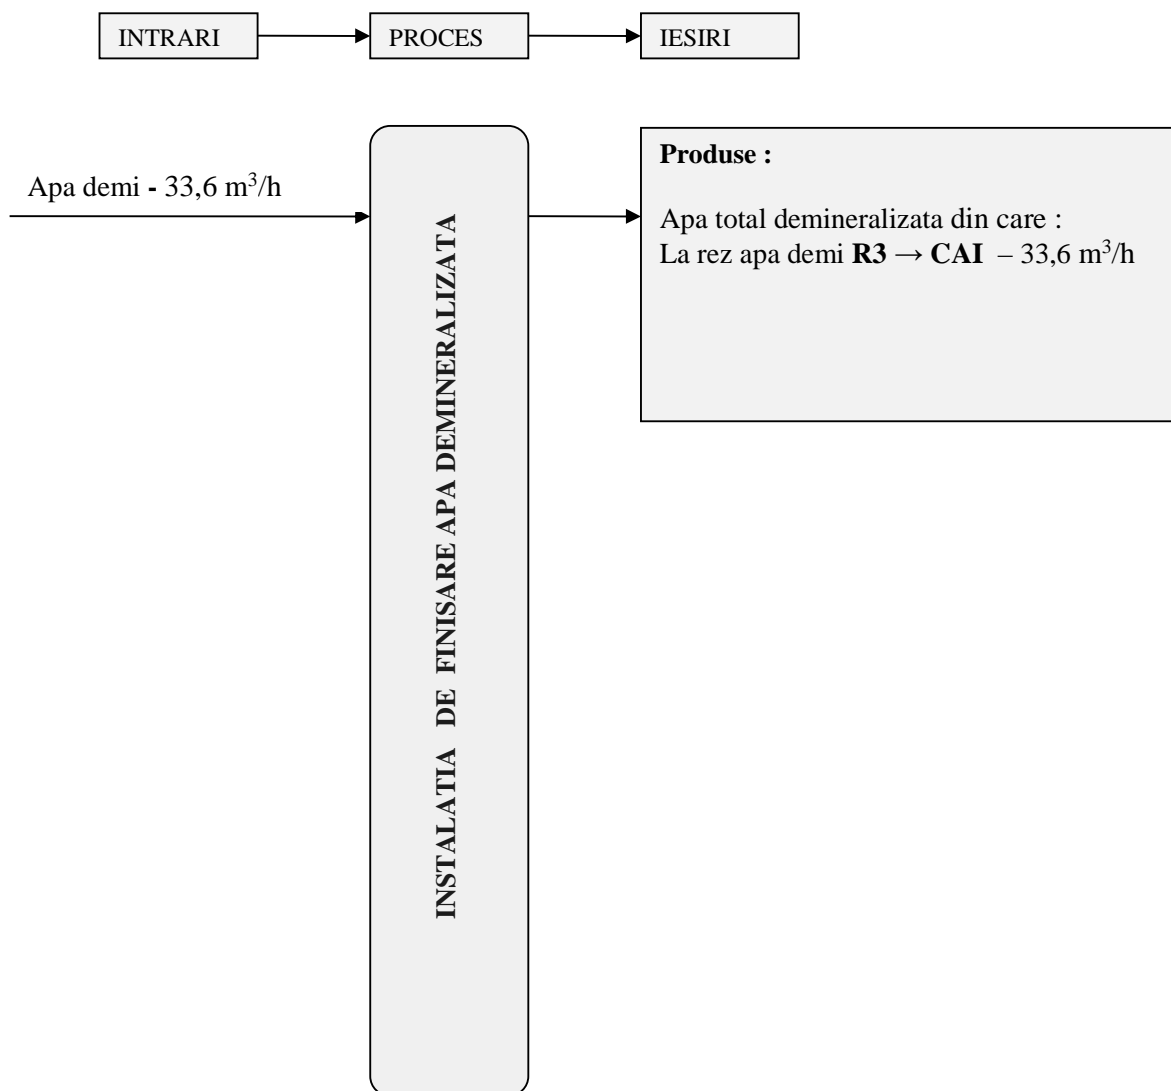 INTRARI
PROCES
IESIRI
Apa demi - 33,6 m³/h
INSTALATIA DE FINISARE APA DEMINERALIZATA
Produse :
Apa total demineralizata din care :
La rez apa demi R3 → CAI – 33,6 m³/h